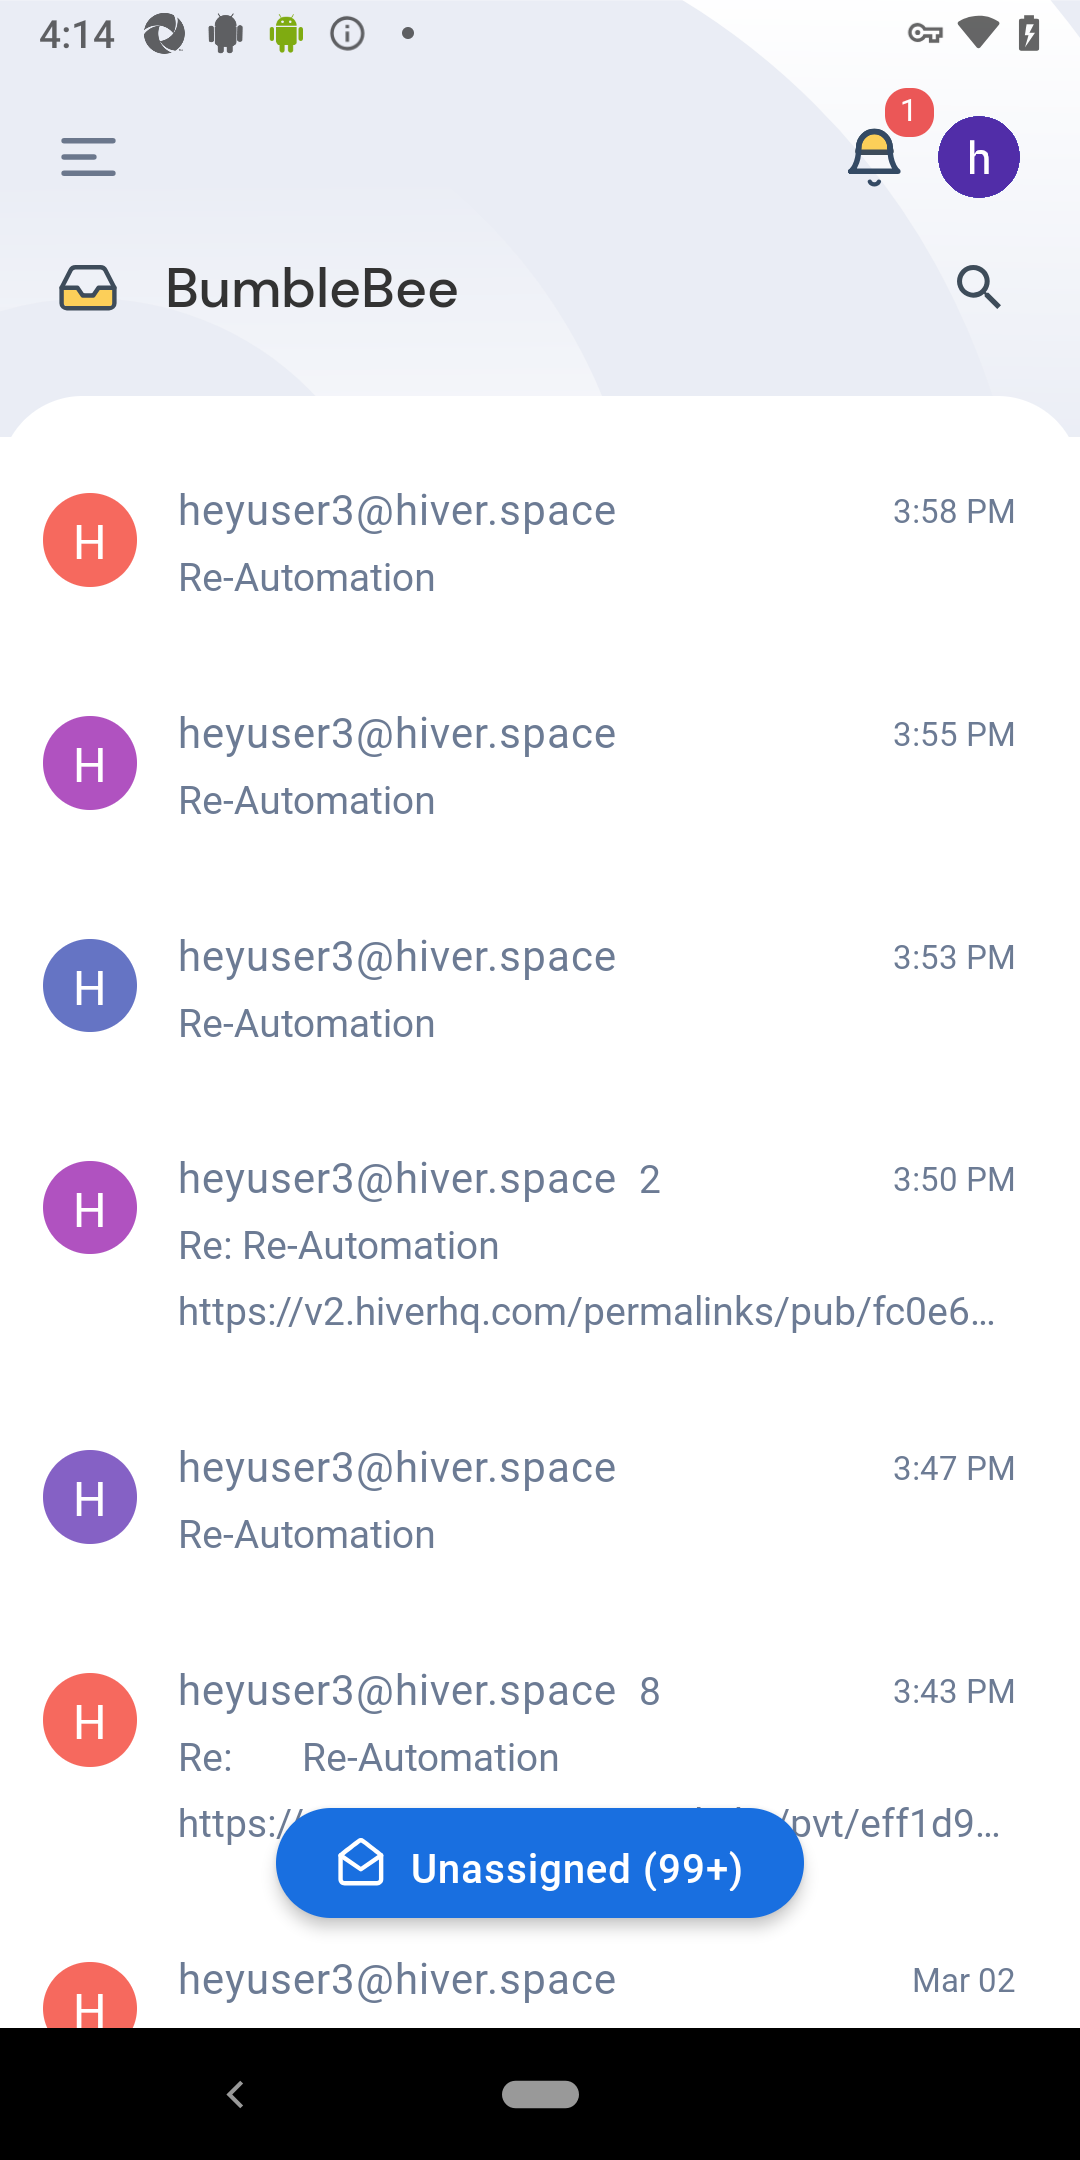 4:14
1
h
BumbleBee
H heyuser3@hiver.space 3:58 PM
Re-Automation
H heyuser3@hiver.space 3:55 PM
Re-Automation
H heyuser3@hiver.space 3:53 PM
Re-Automation
H heyuser3@hiver.space 2 3:50 PM
Re: Re-Automation
https://v2.hiverhq.com/permalinks/pub/fc0e6...
H heyuser3@hiver.space 3:47 PM
Re-Automation
H heyuser3@hiver.space 8 3:43 PM
Re: Re-Automation
https:// /pvt/eff1d9...
Unassigned (99+)
H heyuser3@hiver.space Mar 02